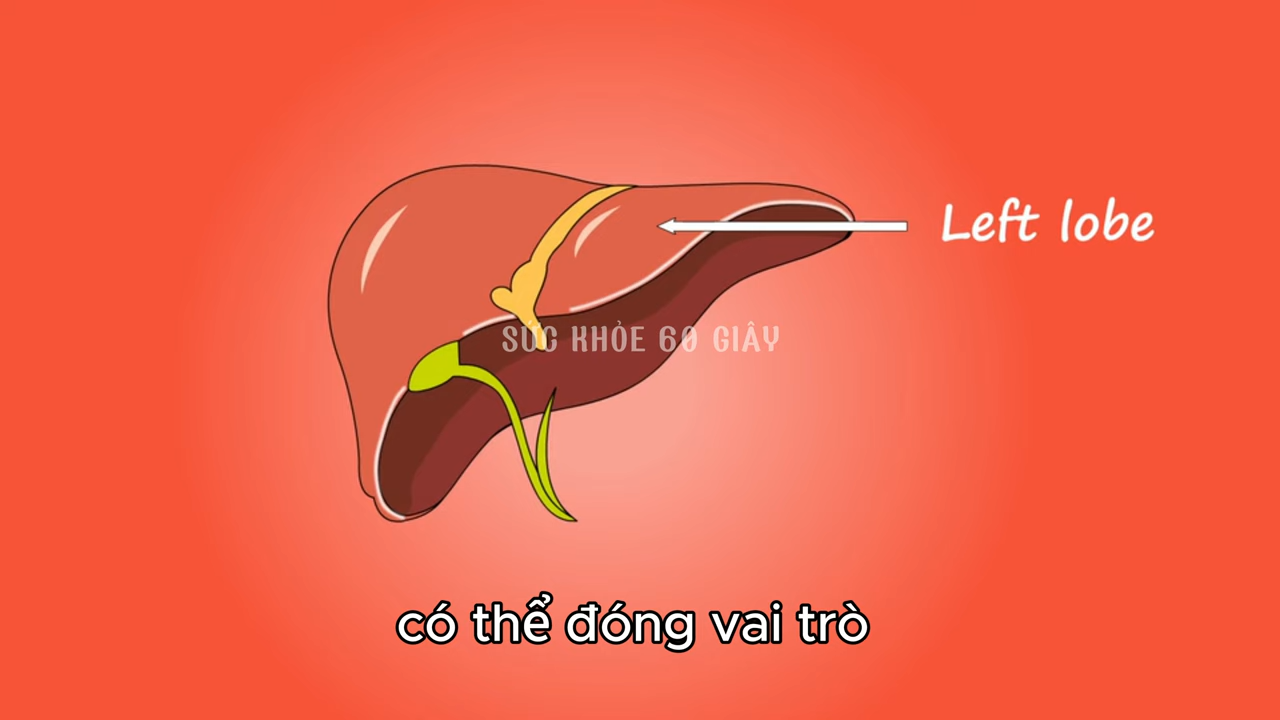 Left lobe
SỨC KHỎE 60 GIÂY
có thể đóng vai trò